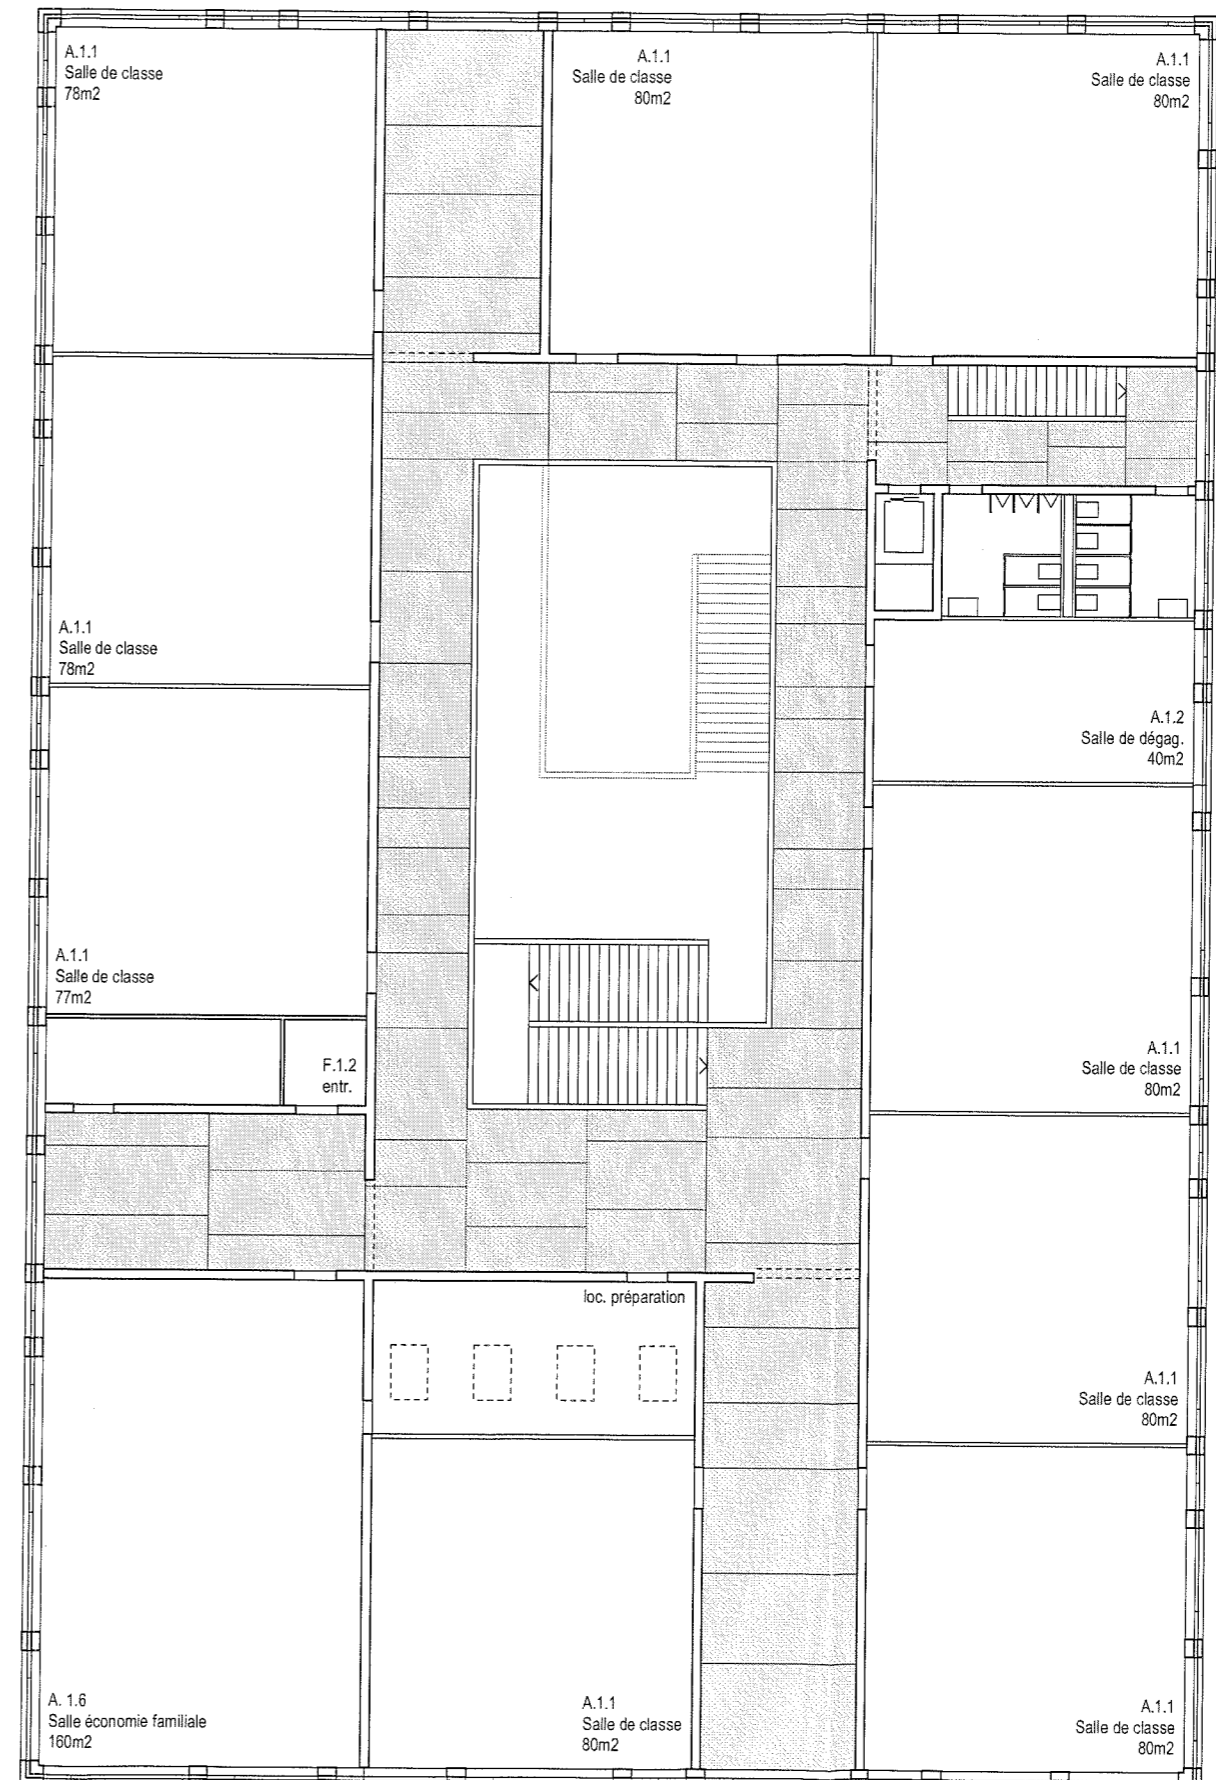 A.1.1
Salle de classe
78m2
A.1.1
Salle de classe
80m2
A.1.1
Salle de classe
80m2
A.1.1
Salle de classe
78m2
A.1.2
Salle de dégag.
40m2
A.1.1
Salle de classe
77m2
F.1.2
entr.
A.1.1
Salle de classe
80m2
loc. préparation
A.1.1
Salle de classe
80m2
A. 1.6
Salle économie familiale
160m2
A.1.1
Salle de classe
80m2
A.1.1
Salle de classe
80m2